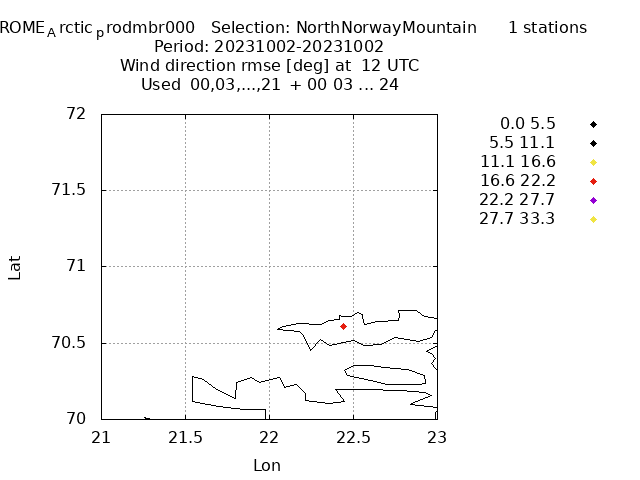 ROME A rctic p rodmbr000 Selection: NorthNorwayMountain 1 stations
Period: 20231002-20231002
Wind direction rmse [deg] at 12 UTC
Used 00,03,...,21 + 00 03 ... 24
0.0 5.5
5.5 11.1
11.1 16.6
16.6 22.2
22.2 27.7
27.7 33.3
72
71.5
71
70.5
70
Lat
21 21.5 22 22.5 23
Lon